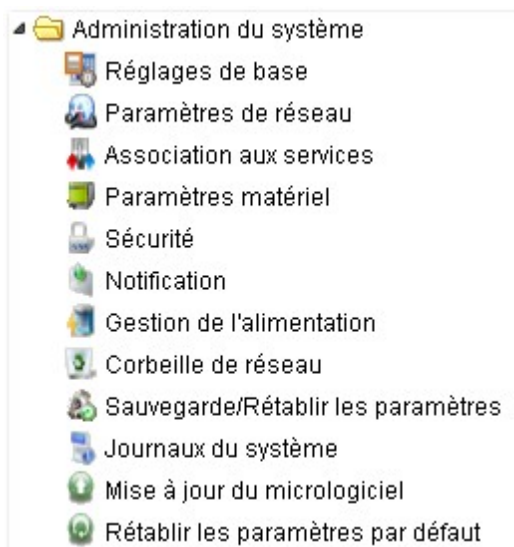 Administration du système
Réglages de base
Paramètres de réseau
Association aux services
Paramètres matériel
Sécurité
Notification
Gestion de l'alimentation
Corbeille de réseau
Sauvegarde/Rétablir les paramètres
Journaux du système
Mise à jour du micrologiciel
Rétablir les paramètres par défaut